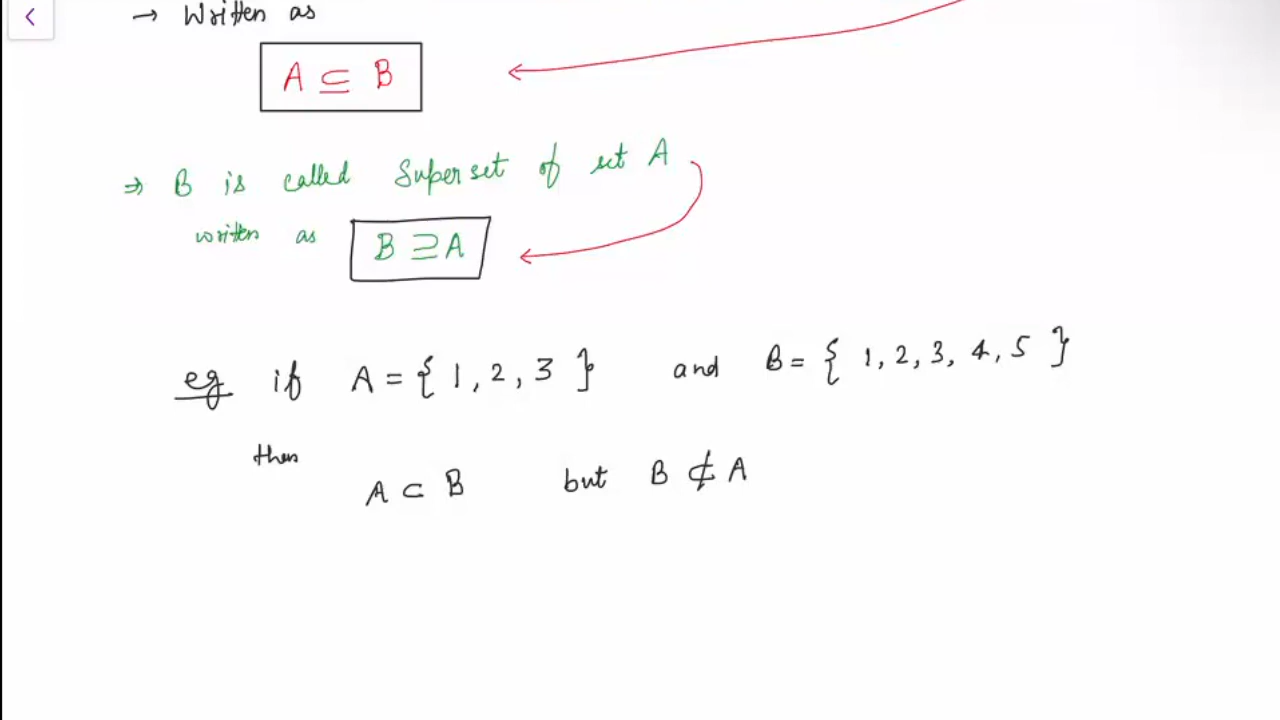 → Written as
A ⊆ B
⇒ B is called Superset of set A
written as B ⊇ A
eg if A = { 1, 2, 3 } and B = { 1, 2, 3, 4, 5 }
then
A ⊂ B but B ⊄ A